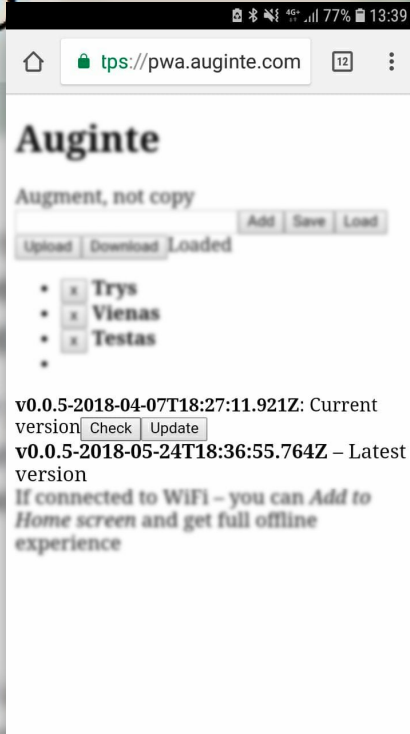 4G+ 77% 13:39
tps://pwa.auginte.com 12
Auginte
Augment, not copy
Add Save Load
Upload Download Loaded
x Trys
x Vienas
x Testas
v0.0.5-2018-04-07T18:27:11.921Z: Current
version Check Update
v0.0.5-2018-05-24T18:36:55.764Z – Latest
version
If connected to WiFi – you can Add to
Home screen and get full offline
experience